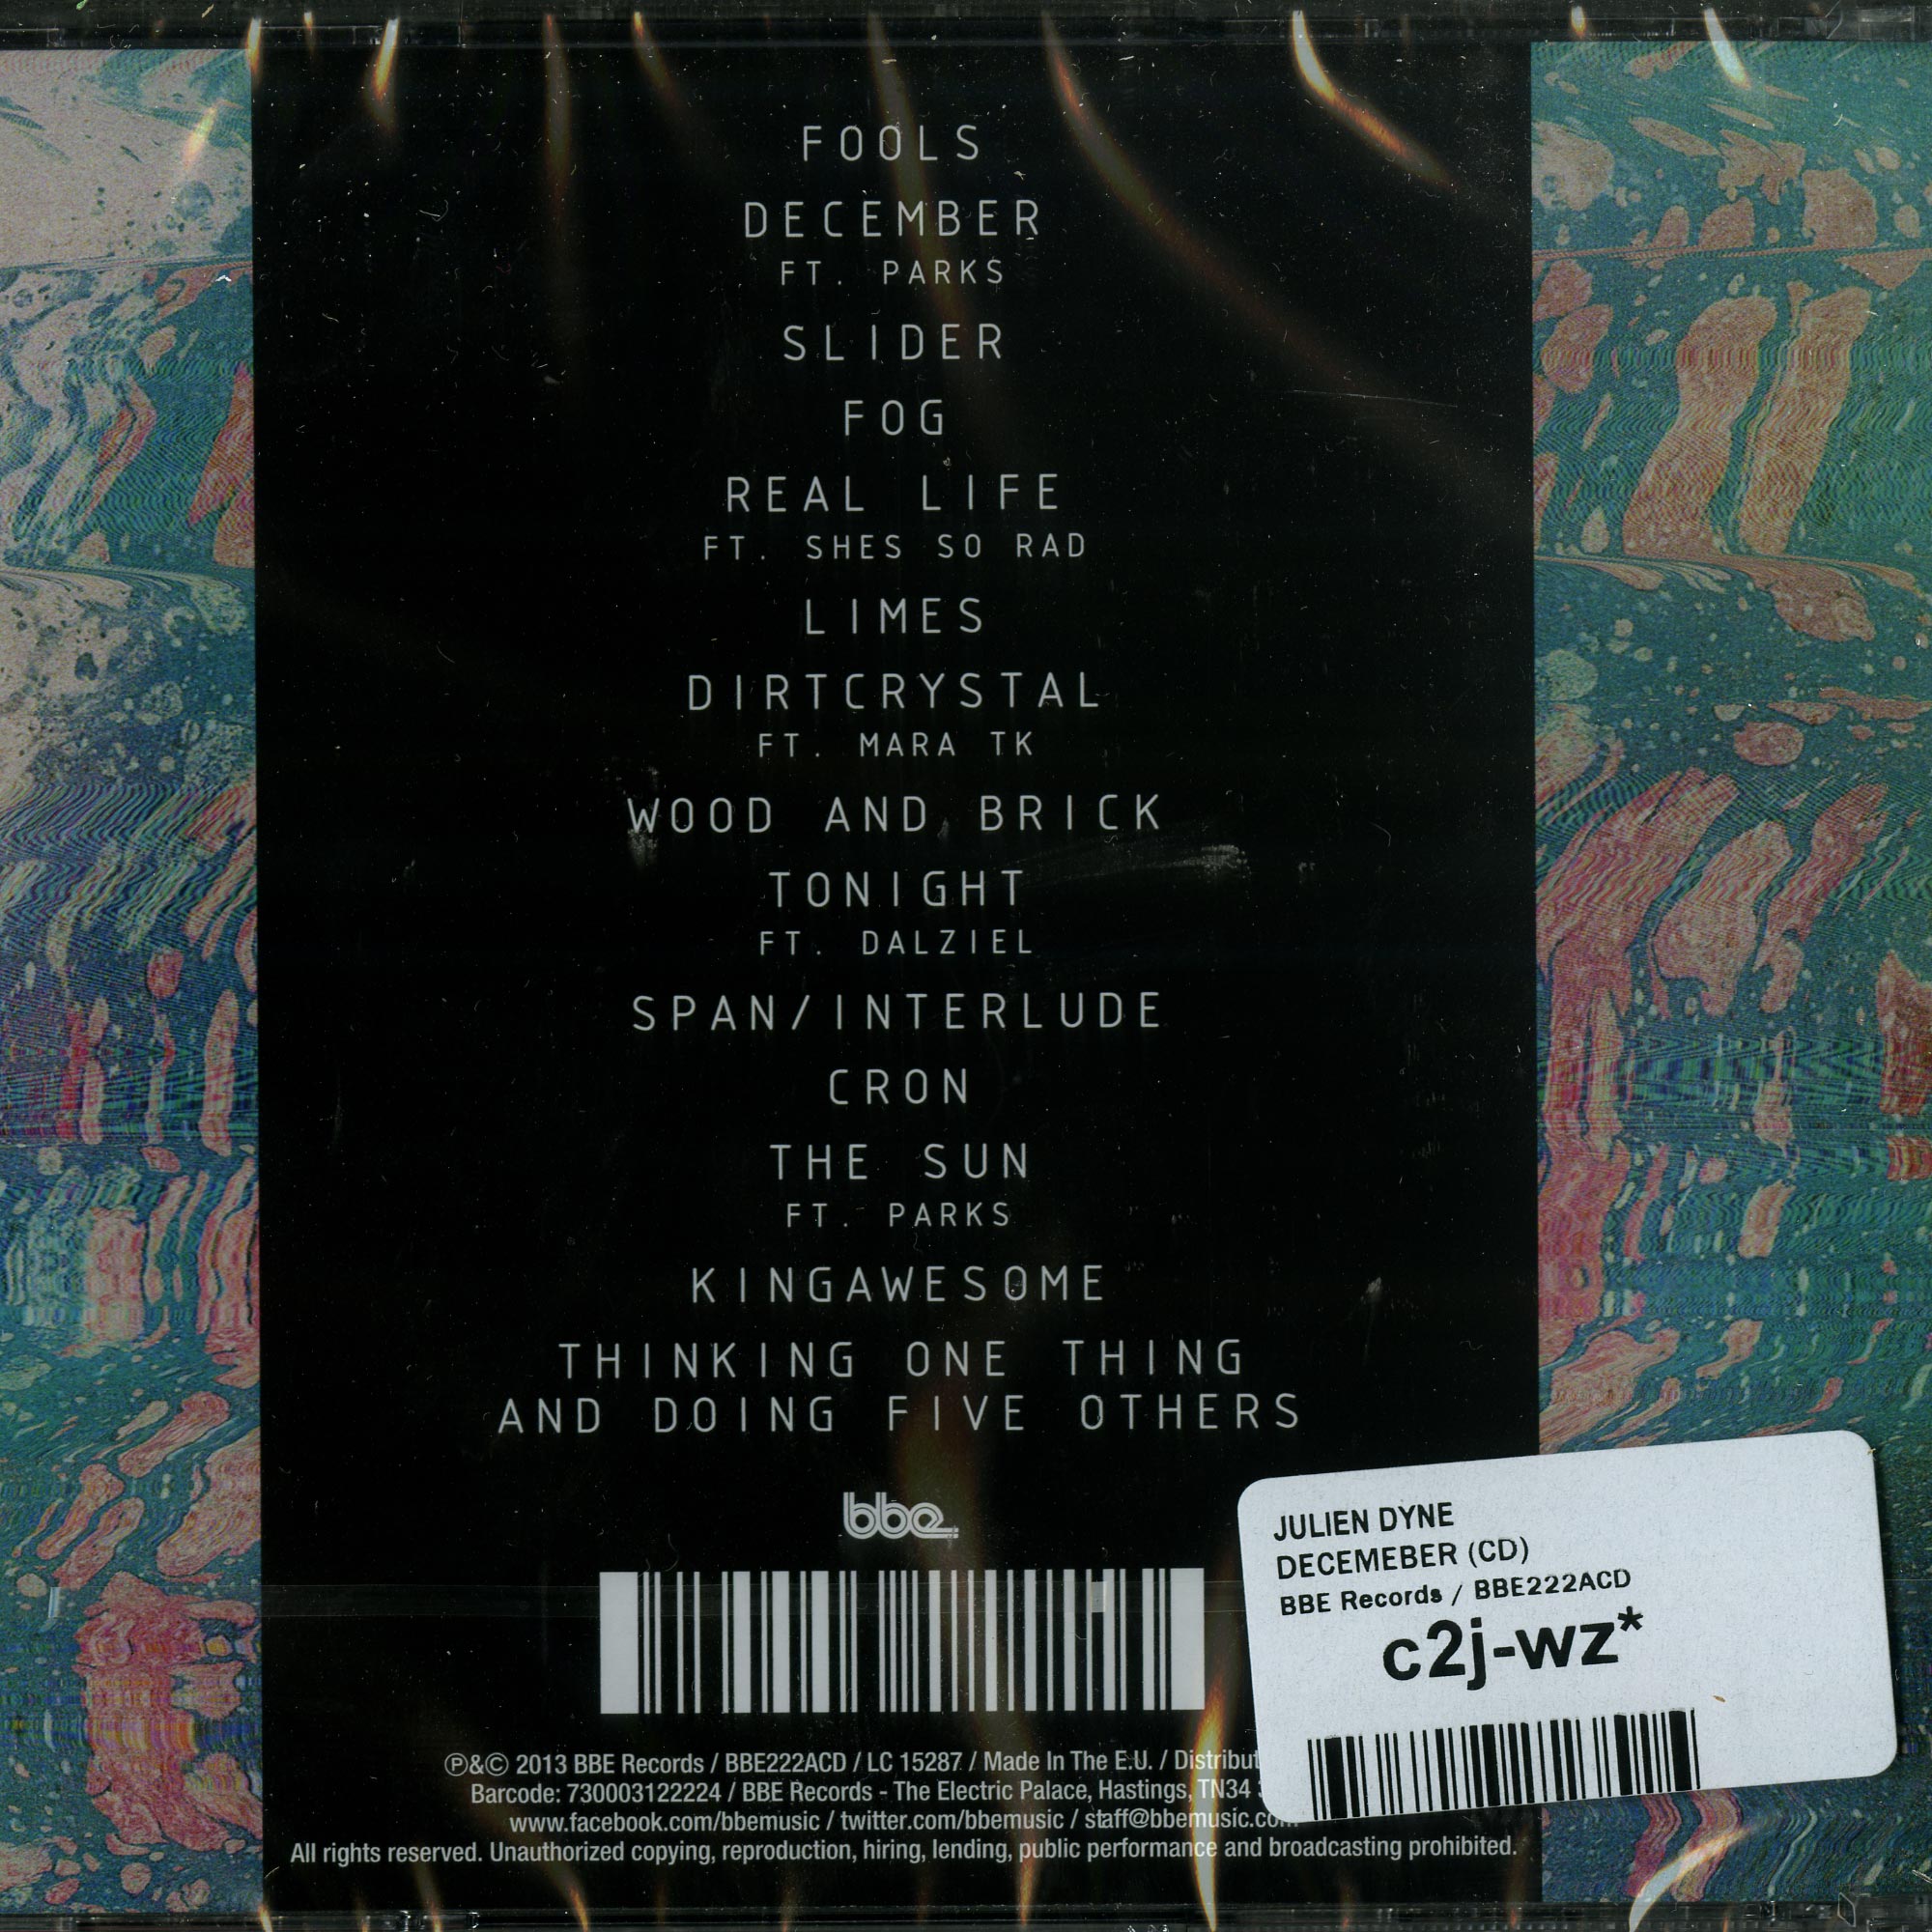 FOOLS
DECEMBER
FT. PARKS
SLIDER
FOG
REAL LIFE
FT. SHES SO RAD
LIMES
DIRTCRYSTAL
FT. MARA TK
WOOD AND BRICK
TONIGHT
FT. DALZIEL
SPAN/INTERLUDE
CRON
THE SUN
FT. PARKS
KINGAWESOME
THINKING ONE THING
AND DOING FIVE OTHERS
bbe
JULIEN DYNE
DECEMEBER (CD)
BBE Records / BBE222ACD
c2j-wz*
℗&© 2013 BBE Records / BBE222ACD / LC 15287 / Made In The E.U. /
Barcode: 730003122224 / BBE Records - The Electric Palace, Hastings, TN34
www.facebook.com/bbemusic / twitter.com/bbemusic /
All rights reserved. Unauthorized copying, reproduction, hiring, lending, public performance and broadcasting prohibited.